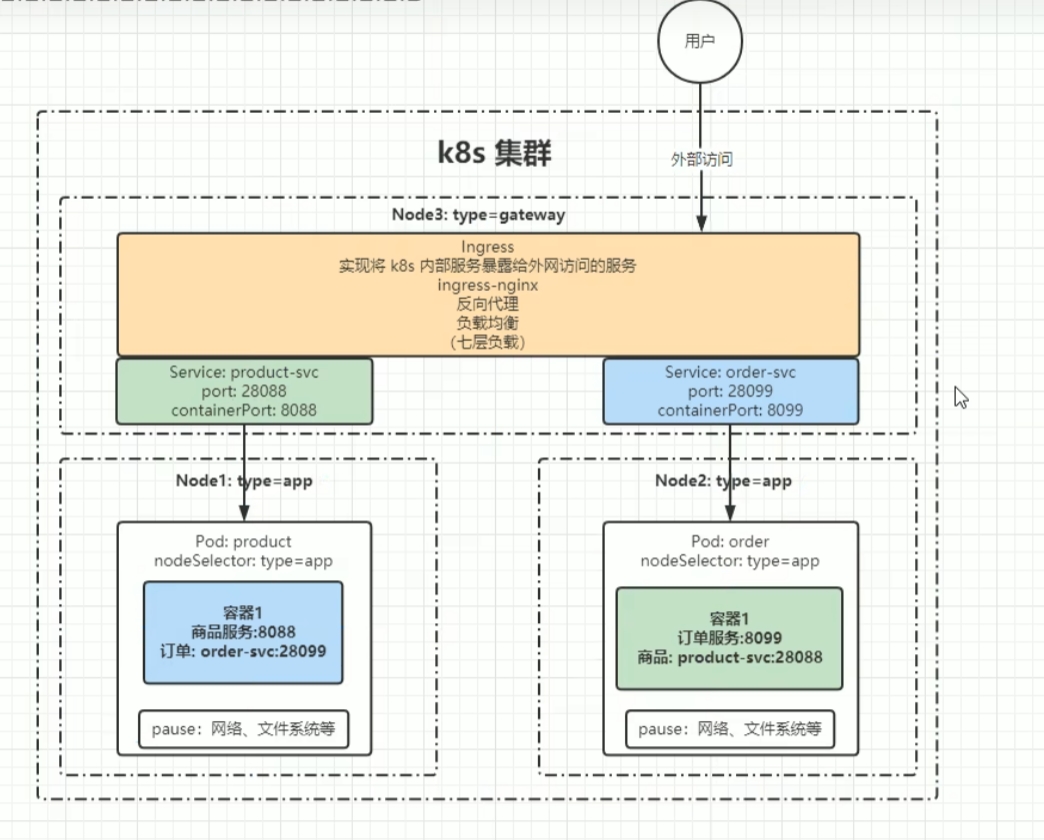 用户
k8s 集群
外部访问
Node3: type=gateway
Ingress
实现将 k8s 内部服务暴露给外网访问的服务
ingress-nginx
反向代理
负载均衡
(七层负载)
Service: product-svc
port: 28088
containerPort: 8088
Service: order-svc
port: 28099
containerPort: 8099
Node1: type=app
Pod: product
nodeSelector: type=app
容器1
商品服务:8088
订单: order-svc:28099
pause：网络、文件系统等
Node2: type=app
Pod: order
nodeSelector: type=app
容器1
订单服务:8099
商品: product-svc:28088
pause：网络、文件系统等